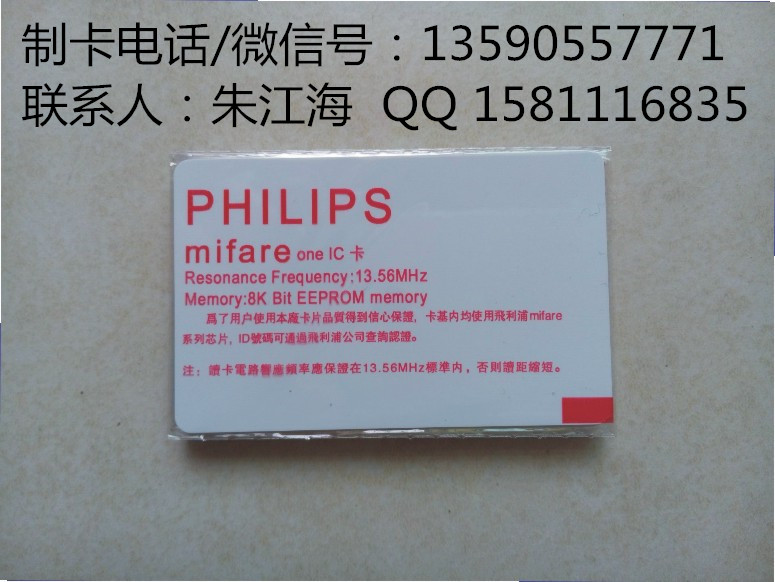 制卡电话/微信号：13590557771
联系人：朱江海 QQ 1581116835
PHILIPS
mifare one IC 卡
Resonance Frequency:13.56MHz
Memory:8K Bit EEPROM memory
爲了用户使用本廠卡片品質得到信心保證，卡基内均使用飛利浦mifare
系列芯片，ID號碼可通過飛利浦公司查詢認證。
注：讀卡電路響應頻率應保證在13.56MHz標準内，否則讀距縮短。